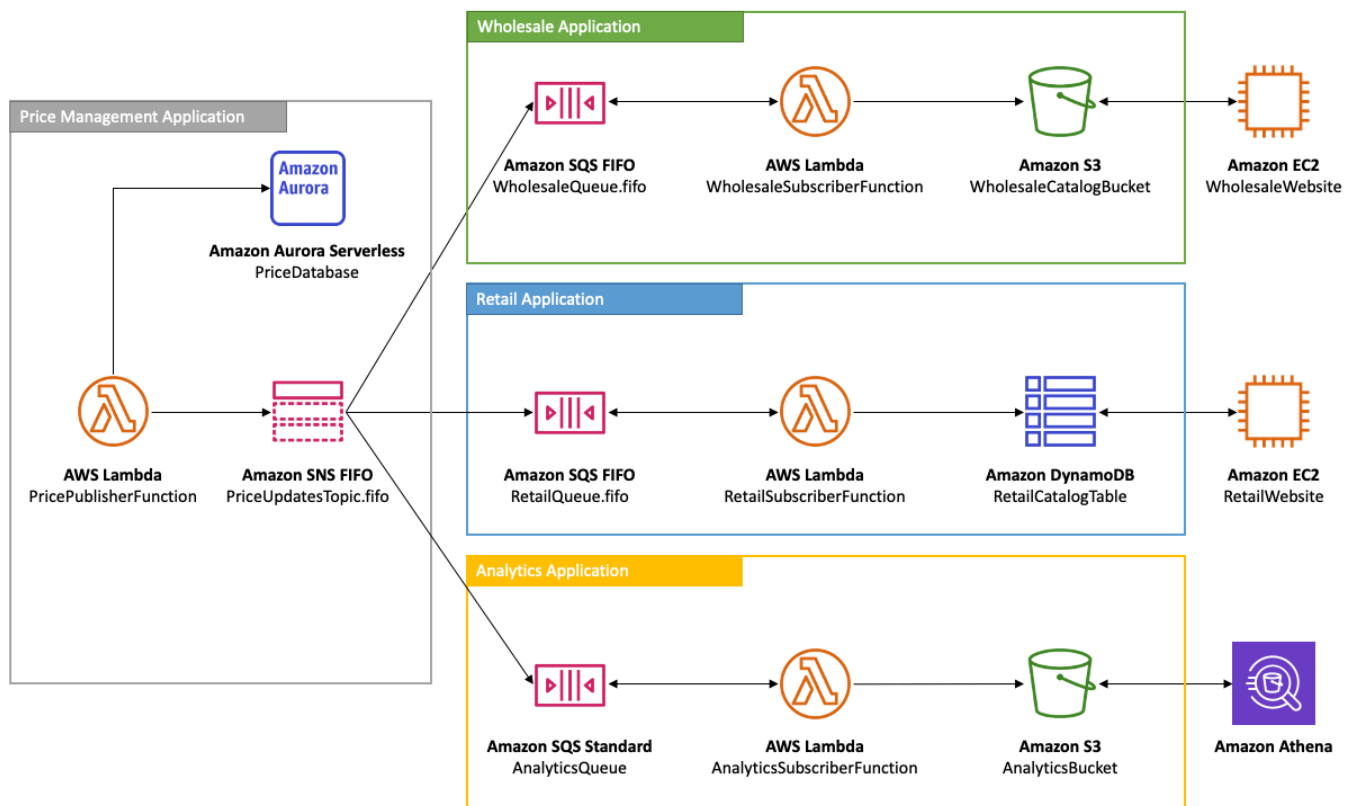 Wholesale Application
Amazon SQS FIFO
WholesaleQueue.fifo
AWS Lambda
WholesaleSubscriberFunction
Amazon S3
WholesaleCatalogBucket
Amazon EC2
WholesaleWebsite
Price Management Application
Amazon
Aurora
Amazon Aurora Serverless
PriceDatabase
AWS Lambda
PricePublisherFunction
Amazon SNS FIFO
PriceUpdatesTopic.fifo
Retail Application
Amazon SQS FIFO
RetailQueue.fifo
AWS Lambda
RetailSubscriberFunction
Amazon DynamoDB
RetailCatalogTable
Amazon EC2
RetailWebsite
Analytics Application
Amazon SQS Standard
AnalyticsQueue
AWS Lambda
AnalyticsSubscriberFunction
Amazon S3
AnalyticsBucket
Amazon Athena